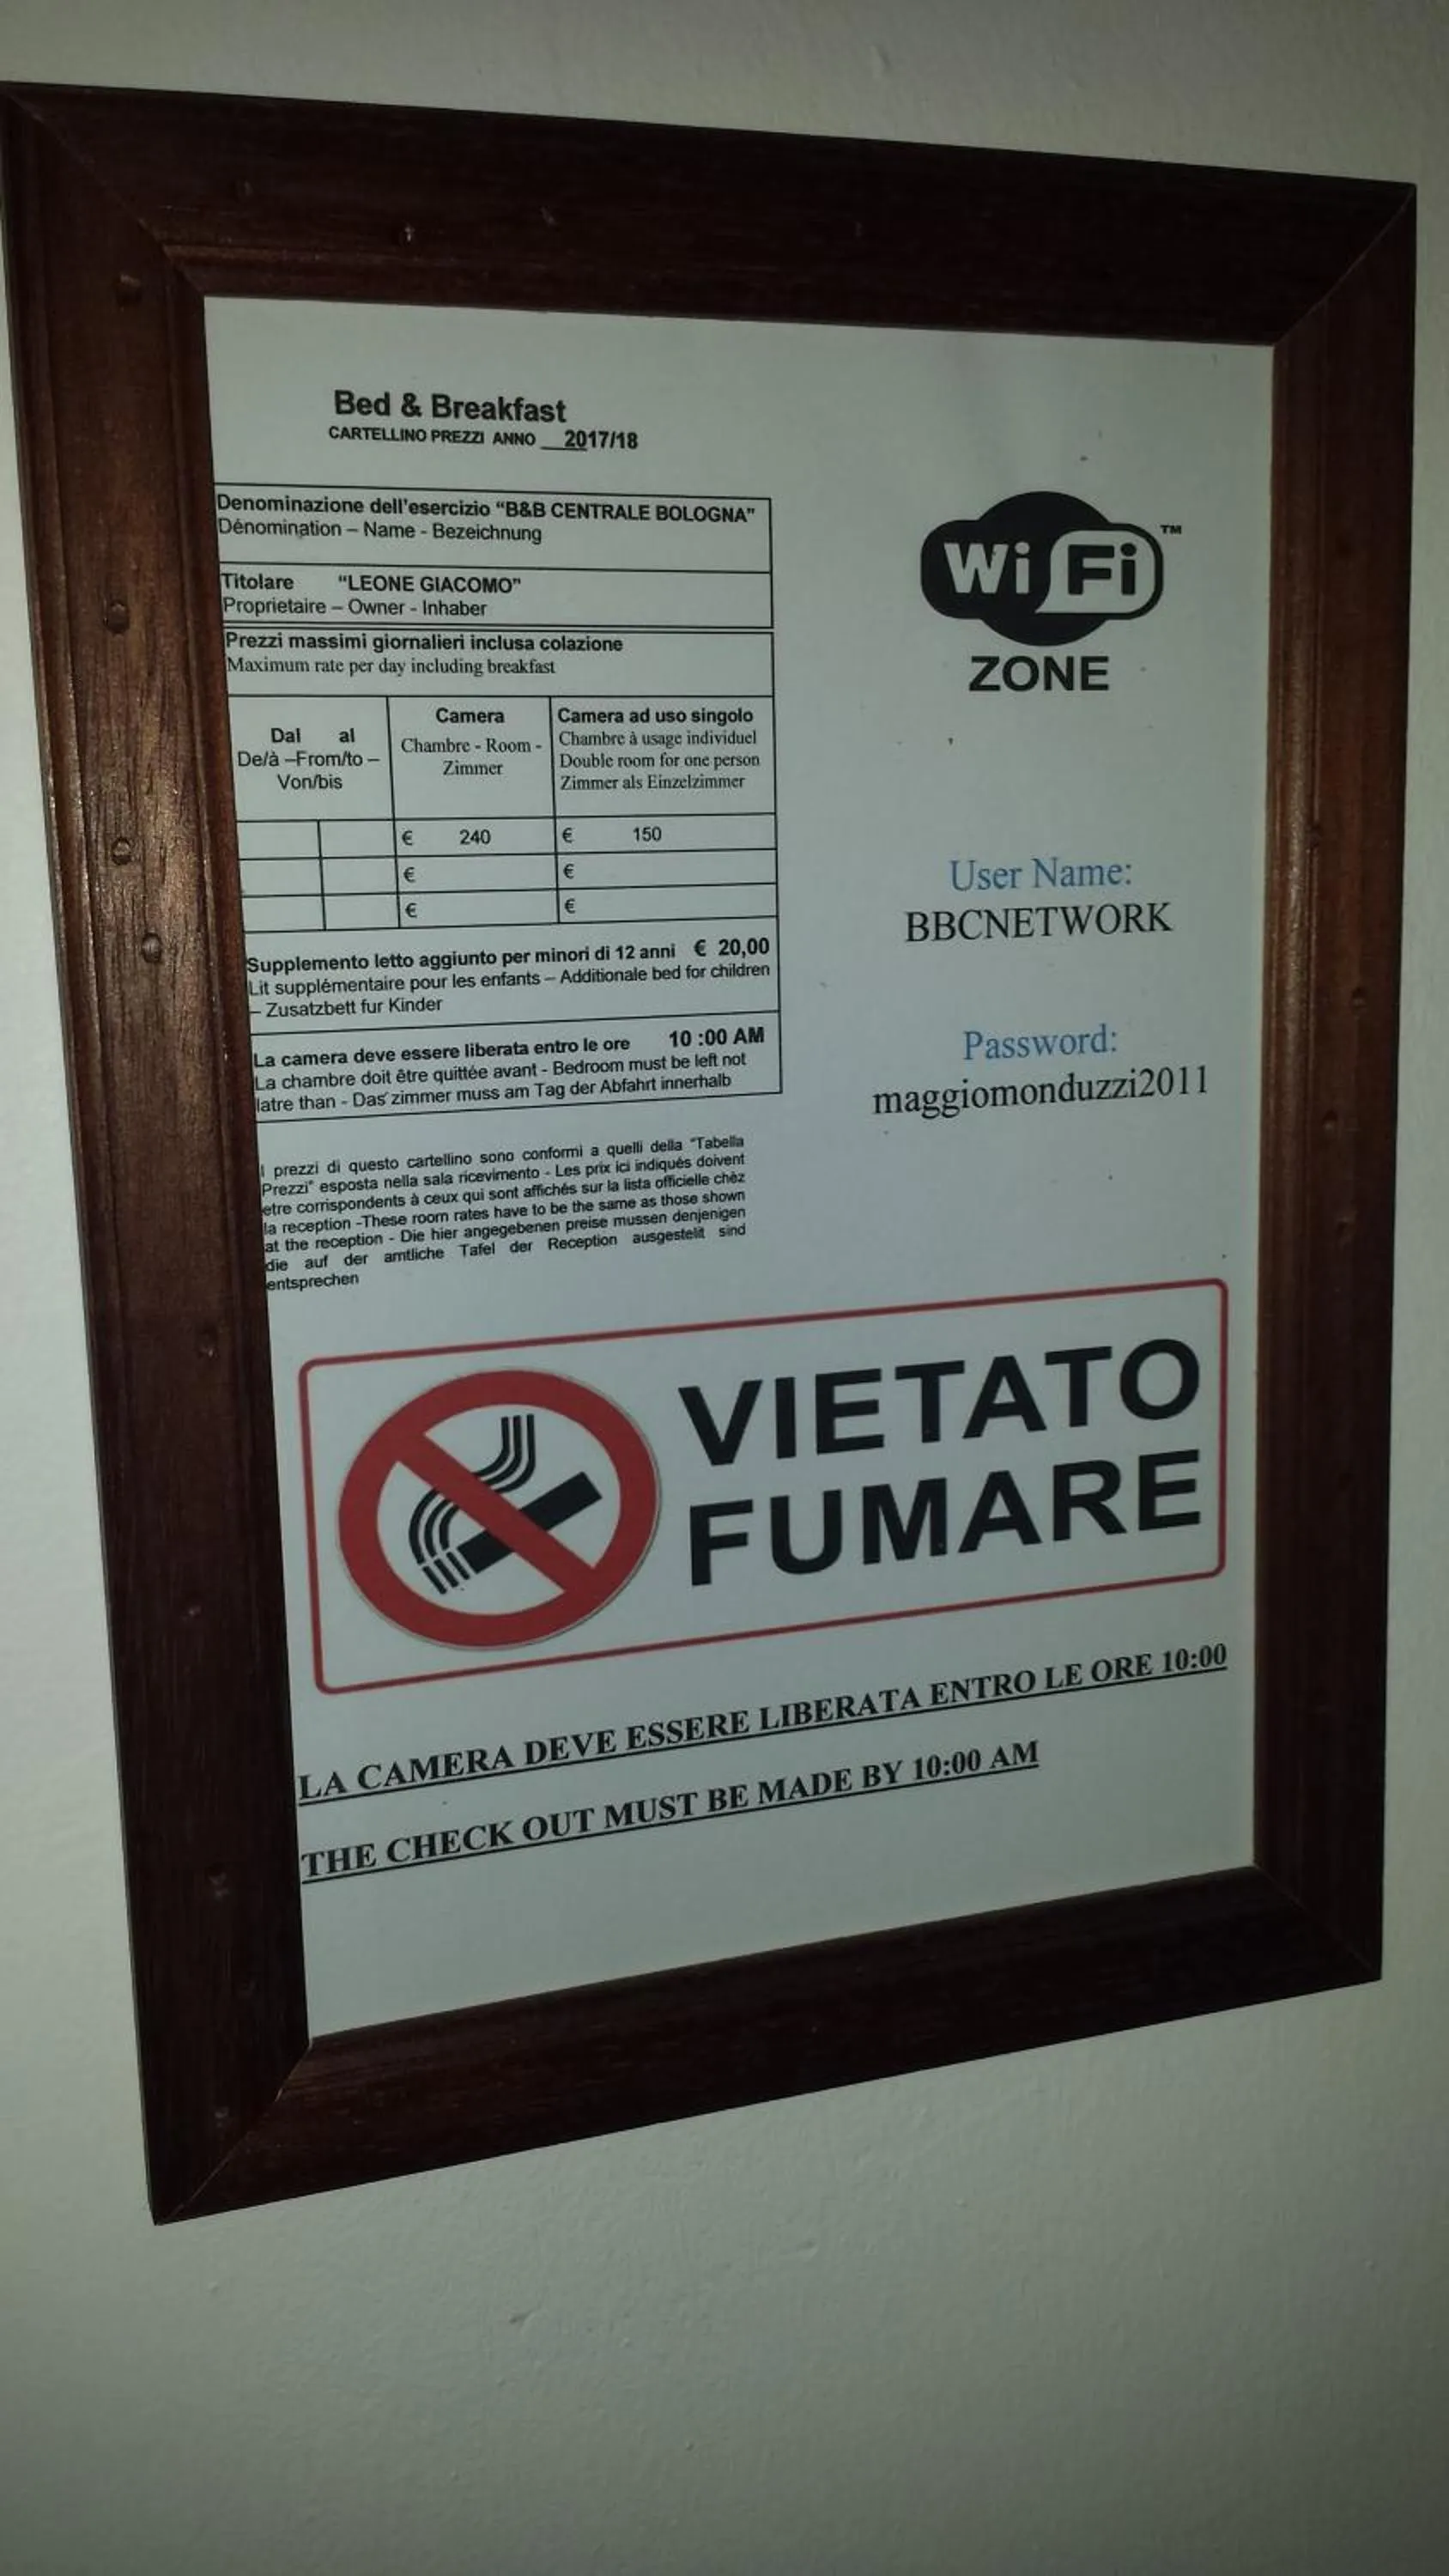 Bed & Breakfast
CARTELLINO PREZZI ANNO __2017/18
Denominazione dell'esercizio “B&B CENTRALE BOLOGNA”
Dénomination – Name - Bezeichnung
Titolare “LEONE GIACOMO”
Proprietaire – Owner - Inhaber
Prezzi massimi giornalieri inclusa colazione
Maximum rate per day including breakfast
Dal al
De/à –From/to –
Von/bis
Camera
Chambre - Room -
Zimmer
Camera ad uso singolo
Chambre à usage individuel
Double room for one person
Zimmer als Einzelzimmer
€ 240 € 150
€ €
€ €
Supplemento letto aggiunto per minori di 12 anni € 20,00
Lit supplémentaire pour les enfants – Additionale bed for children
– Zusatzbett fur Kinder
La camera deve essere liberata entro le ore 10 :00 AM
La chambre doit être quittée avant - Bedroom must be left not
latre than - Das zimmer muss am Tag der Abfahrt innerhalb
I prezzi di questo cartellino sono conformi a quelli della “Tabella
Prezzi” esposta nella sala ricevimento - Les prix ici indiqués doivent
etre corrispondents à ceux qui sont affichés sur la lista officielle chèz
la reception -These room rates have to be the same as those shown
at the reception - Die hier angegebenen preise mussen denjenigen
die auf der amtliche Tafel der Reception ausgestelit sind
entsprechen
WiFi ™
ZONE
User Name:
BBCNETWORK
Password:
maggiomonduzzi2011
VIETATO
FUMARE
LA CAMERA DEVE ESSERE LIBERATA ENTRO LE ORE 10:00
THE CHECK OUT MUST BE MADE BY 10:00 AM